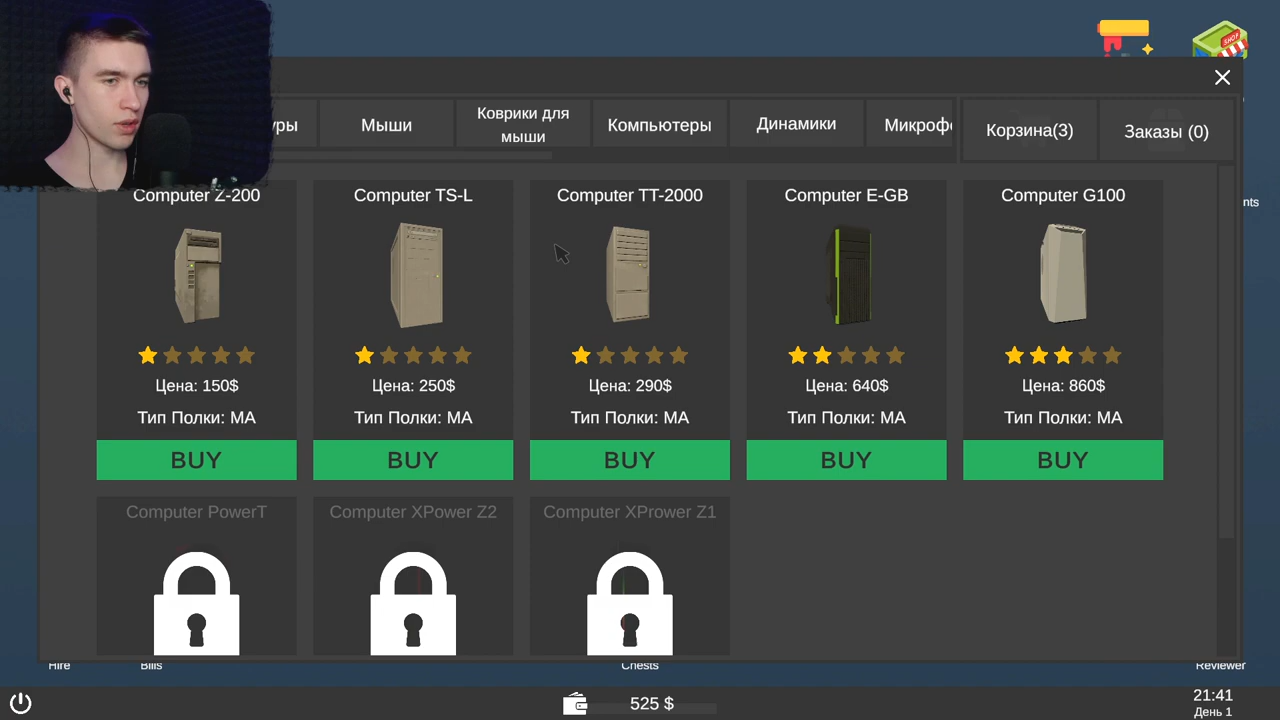 SHOP
уры
Мыши
Коврики для
мыши
Компьютеры
Динамики
Микроф
Корзина(3)
Заказы (0)
Computer Z-200
Computer TS-L
Computer TT-2000
Computer E-GB
Computer G100
Цена: 150$
Цена: 250$
Цена: 290$
Цена: 640$
Цена: 860$
Тип Полки: MA
Тип Полки: MA
Тип Полки: MA
Тип Полки: MA
Тип Полки: MA
BUY
BUY
BUY
BUY
BUY
Computer PowerT
Computer XPower Z2
Computer XPrower Z1
nts
Hire
Bills
Chests
Reviewer
525 $
21:41
День 1